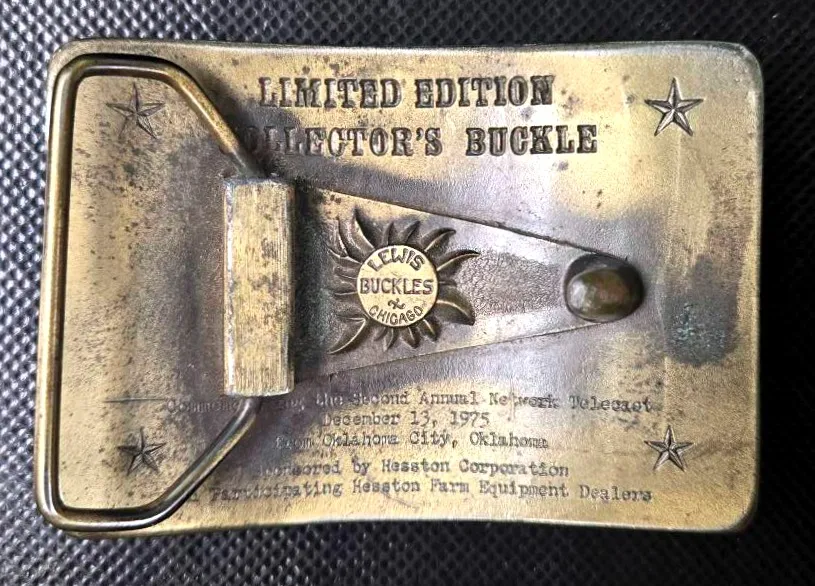 LIMITED EDITION
COLLECTOR'S BUCKLE
LEWIS
BUCKLES
CHICAGO
the Second Annual Network Telecast
December 13, 1975
from Oklahoma City, Oklahoma
Sponsored by Hesston Corporation
Participating Hesston Farm Equipment Dealers